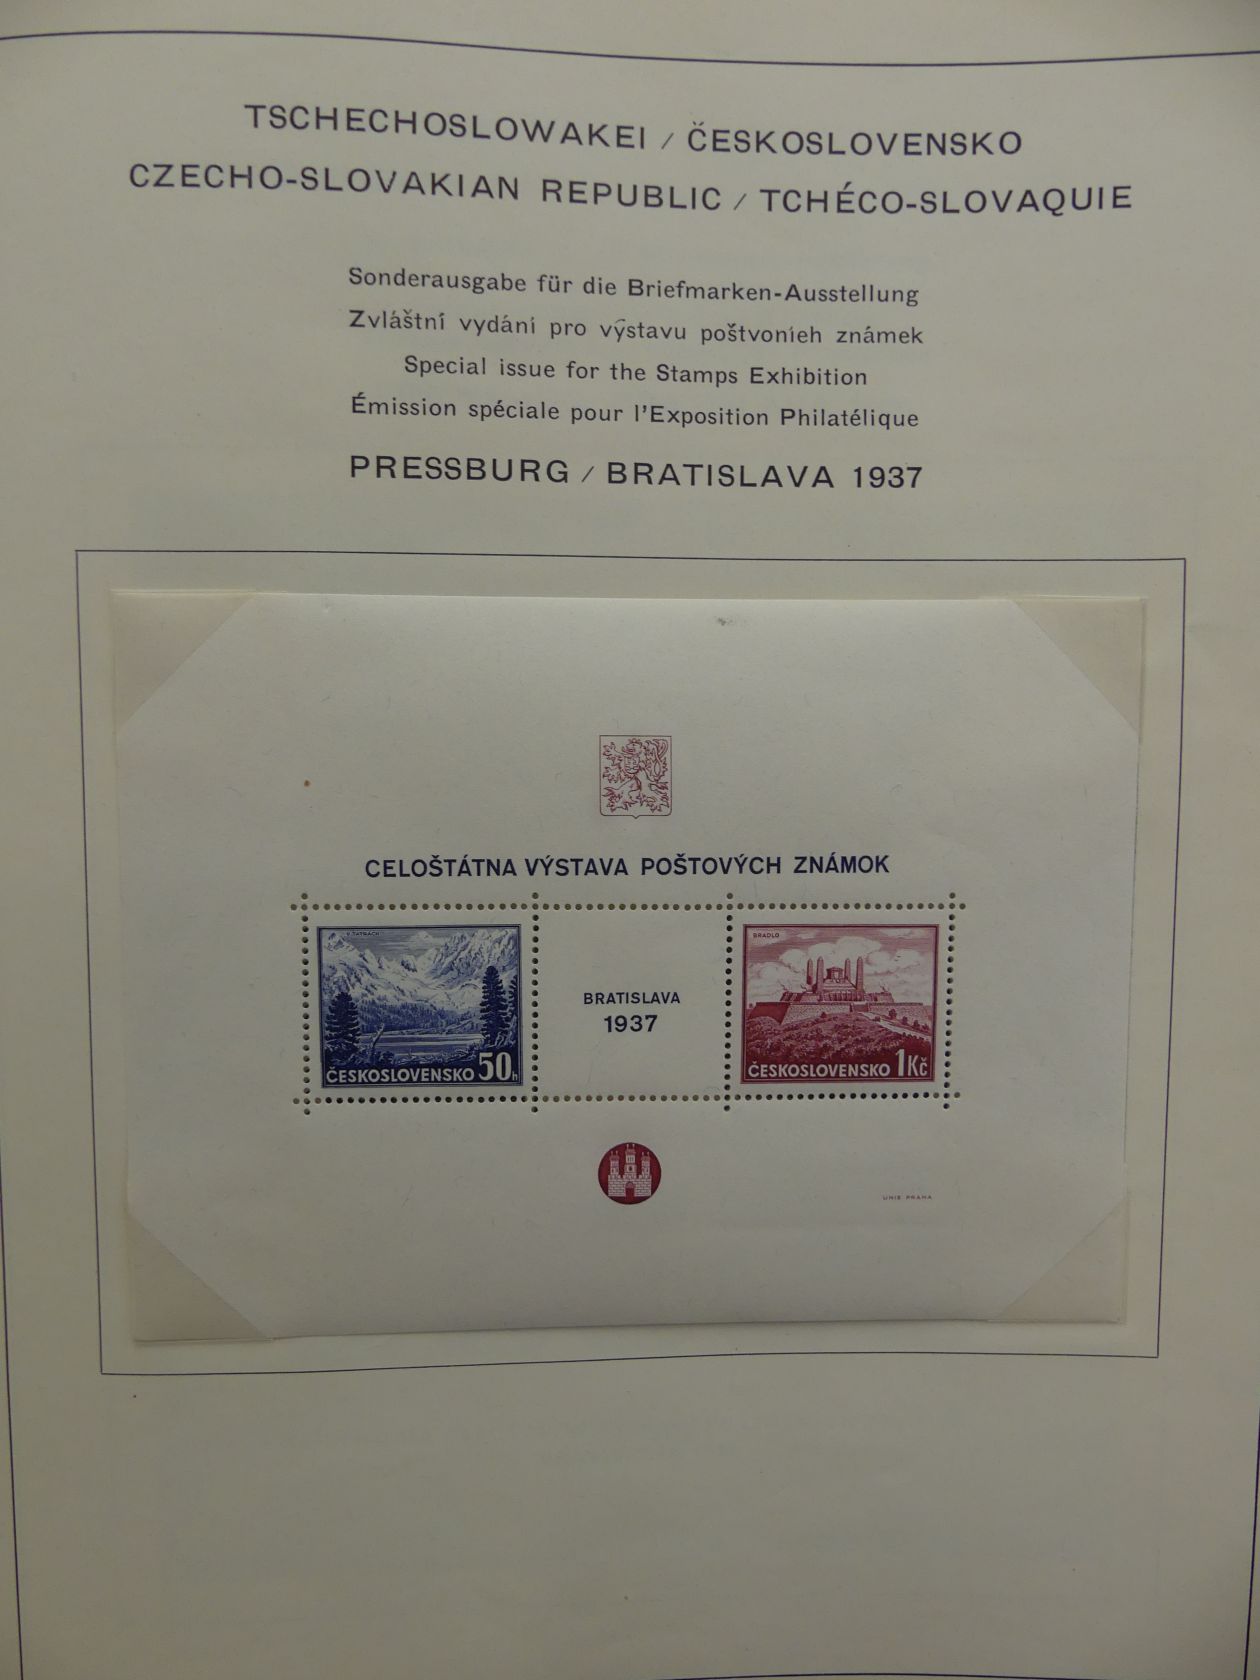 TSCHECHOSLOWAKEI / ČESKOSLOVENSKO
CZECHO-SLOVAKIAN REPUBLIC / TCHÉCO-SLOVAQUIE
Sonderausgabe für die Briefmarken-Ausstellung
Zvláštní vydání pro výstavu poštvonieh známek
Special issue for the Stamps Exhibition
Émission spéciale pour l'Exposition Philatélique
PRESSBURG / BRATISLAVA 1937
CELOŠTÁTNA VÝSTAVA POŠTOVÝCH ZNÁMOK
V TATRÁCH
ČESKOSLOVENSKO 50h
BRATISLAVA
1937
BRADLO
ČESKOSLOVENSKO 1Kč
UNIE PRAHA